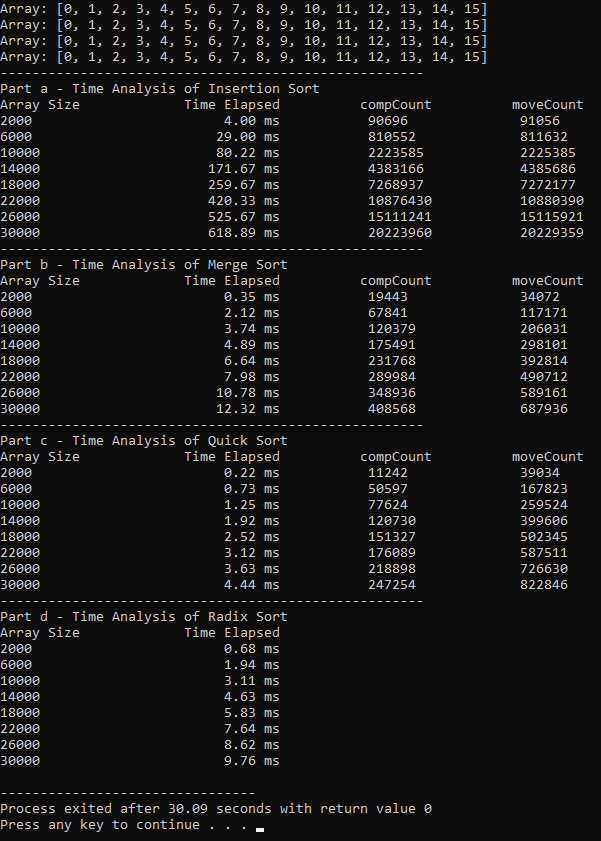 Array: [0, 1, 2, 3, 4, 5, 6, 7, 8, 9, 10, 11, 12, 13, 14, 15]
Array: [0, 1, 2, 3, 4, 5, 6, 7, 8, 9, 10, 11, 12, 13, 14, 15]
Array: [0, 1, 2, 3, 4, 5, 6, 7, 8, 9, 10, 11, 12, 13, 14, 15]
Array: [0, 1, 2, 3, 4, 5, 6, 7, 8, 9, 10, 11, 12, 13, 14, 15]
-----------------------------------------------------
Part a - Time Analysis of Insertion Sort
Array Size Time Elapsed compCount moveCount
2000 4.00 ms 90696 91056
6000 29.00 ms 810552 811632
10000 80.22 ms 2223585 2225385
14000 171.67 ms 4383166 4385686
18000 259.67 ms 7268937 7272177
22000 420.33 ms 10876430 10880390
26000 525.67 ms 15111241 15115921
30000 618.89 ms 20223960 20229359
-----------------------------------------------------
Part b - Time Analysis of Merge Sort
Array Size Time Elapsed compCount moveCount
2000 0.35 ms 19443 34072
6000 2.12 ms 67841 117171
10000 3.74 ms 120379 206031
14000 4.89 ms 175491 298101
18000 6.64 ms 231768 392814
22000 7.98 ms 289984 490712
26000 10.78 ms 348936 589161
30000 12.32 ms 408568 687936
-----------------------------------------------------
Part c - Time Analysis of Quick Sort
Array Size Time Elapsed compCount moveCount
2000 0.22 ms 11242 39034
6000 0.73 ms 50597 167823
10000 1.25 ms 77624 259524
14000 1.92 ms 120730 399606
18000 2.52 ms 151327 502345
22000 3.12 ms 176089 587511
26000 3.63 ms 218898 726630
30000 4.44 ms 247254 822846
-----------------------------------------------------
Part d - Time Analysis of Radix Sort
Array Size Time Elapsed
2000 0.68 ms
6000 1.94 ms
10000 3.11 ms
14000 4.63 ms
18000 5.83 ms
22000 7.64 ms
26000 8.62 ms
30000 9.76 ms
--------------------------------
Process exited after 30.09 seconds with return value 0
Press any key to continue . . .